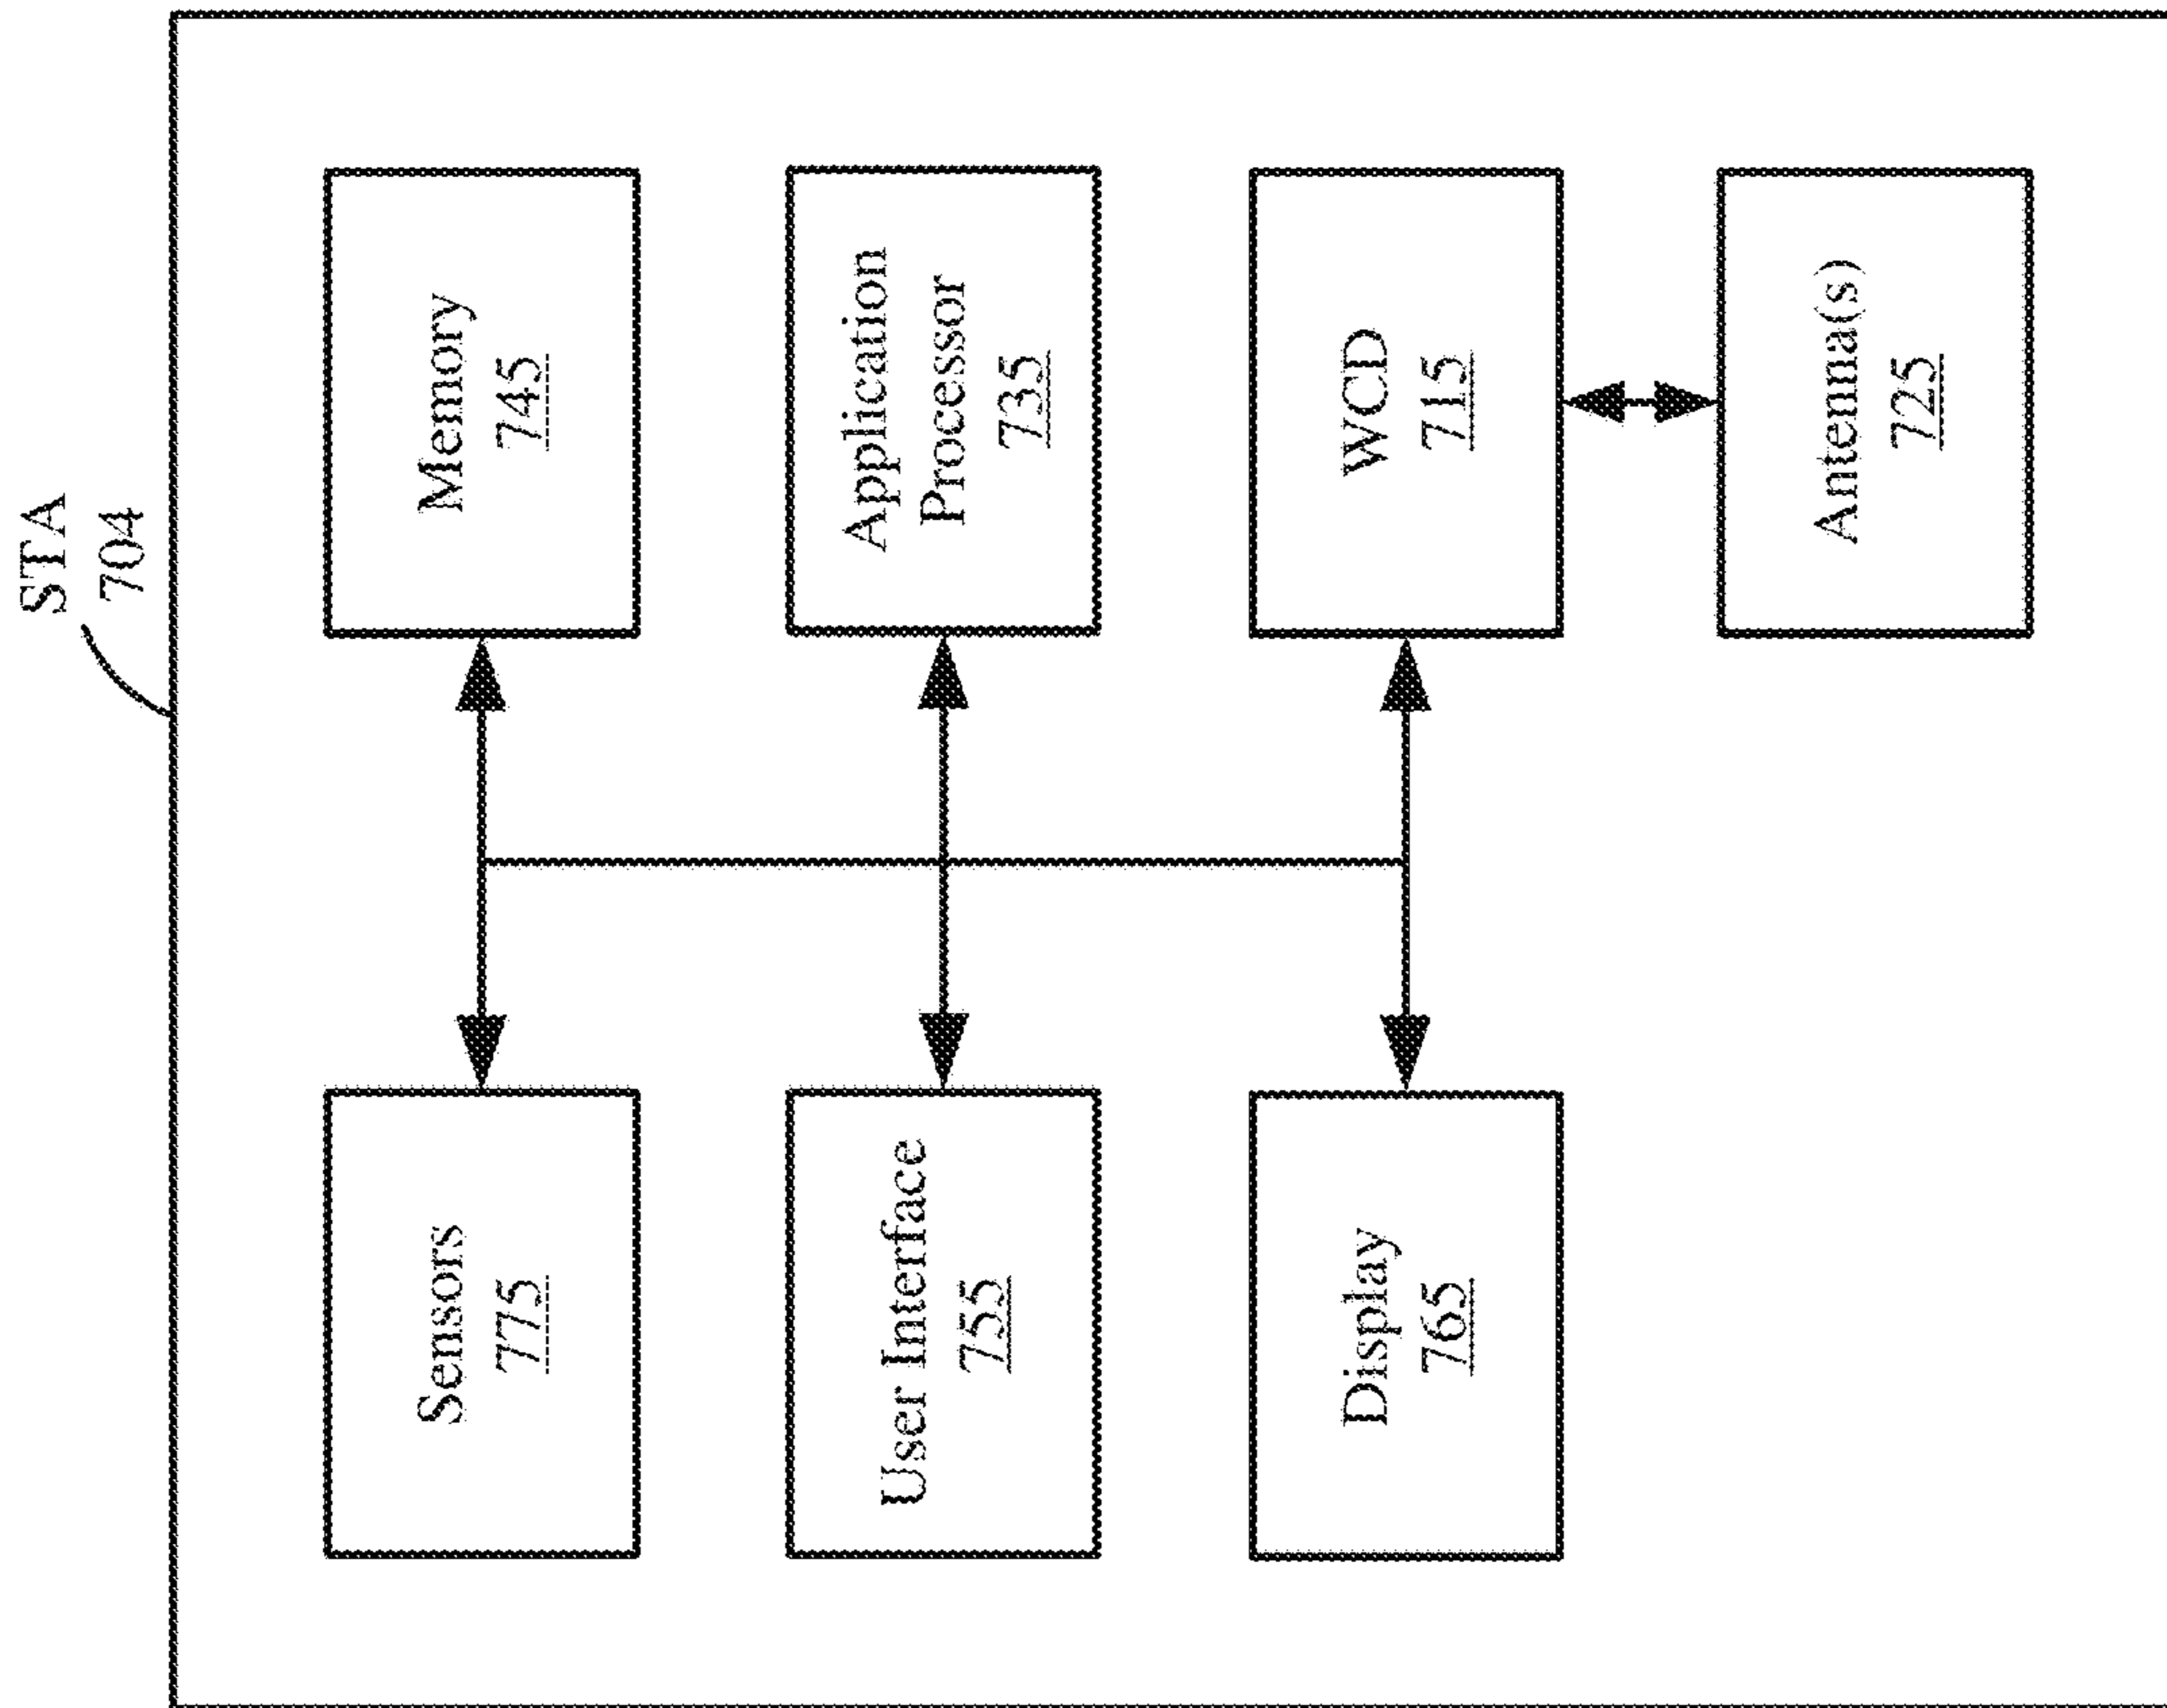 STA
704
Sensors
775
Memory
745
User Interface
755
Application
Processor
735
Display
765
WCD
715
Antenna(s)
725